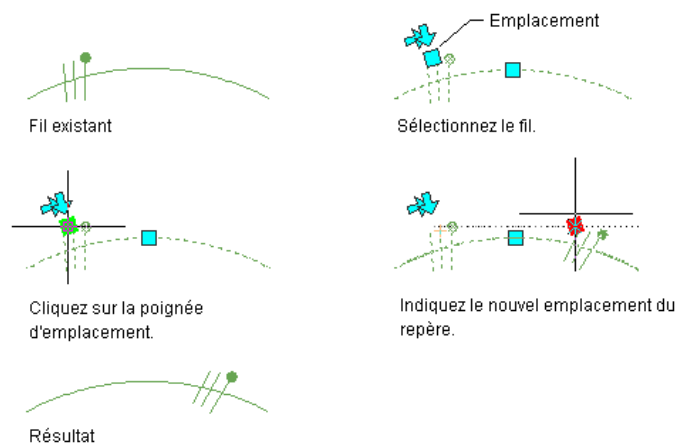 Emplacement
Fil existant
Sélectionnez le fil.
Cliquez sur la poignée
d'emplacement.
Indiquez le nouvel emplacement du
repère.
Résultat